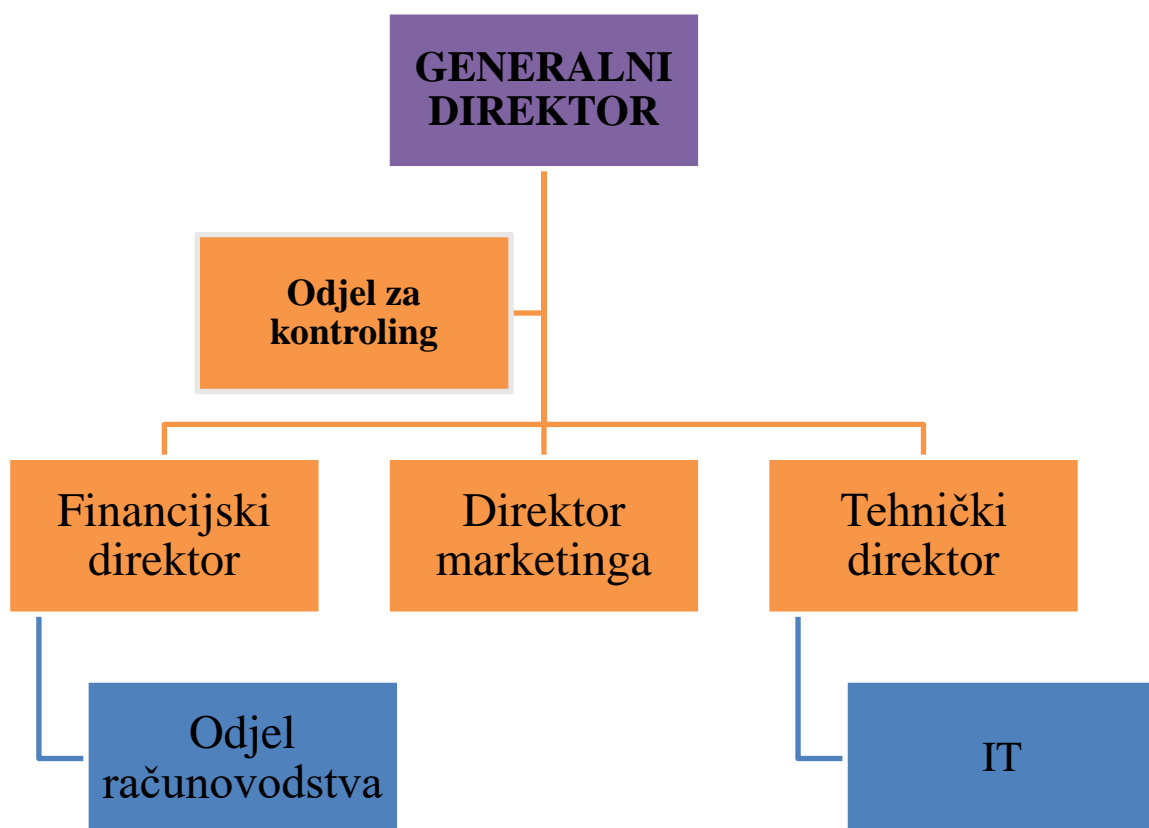 GENERALNI
DIREKTOR
Odjel za
kontroling
Financijski
direktor
Direktor
marketinga
Tehnički
direktor
Odjel
računovodstva
IT